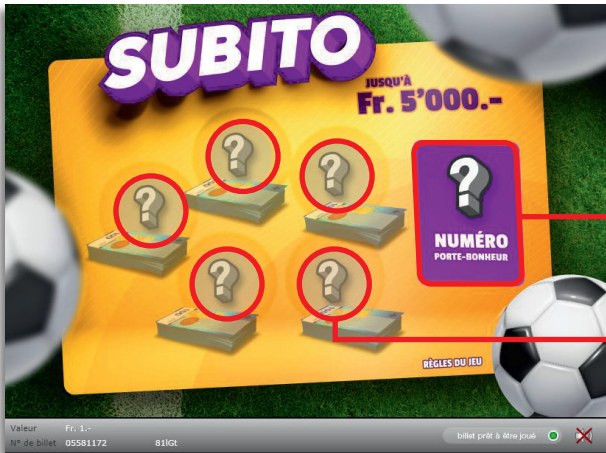 SUBITO
JUSQU'À
Fr. 5'000.-
?
?
?
?
?
?
NUMÉRO
PORTE-BONHEUR
RÈGLES DU JEU
Valeur Fr. 1.-
N° de billet 05581172 81lGt
billet prêt à être joué